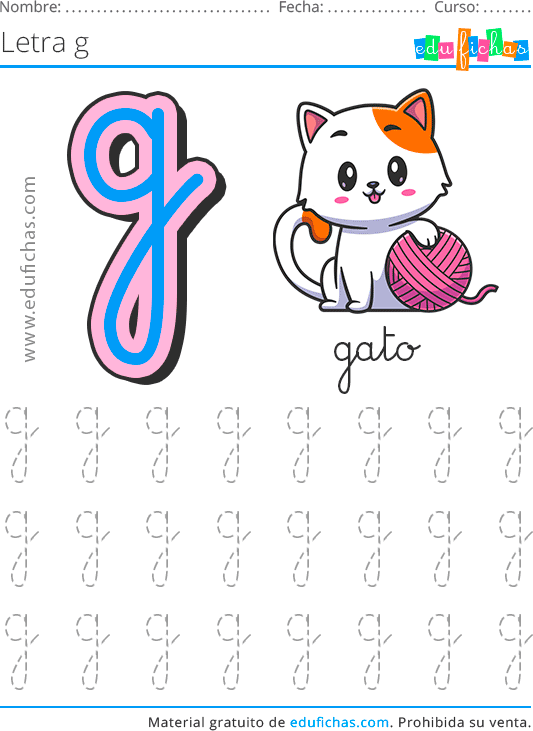 Nombre: ................................ Fecha: ............... Curso: ........
Letra g
edufichas
g
www.edufichas.com
gato
g g g g g g g g
g g g g g g g g
g g g g g g g g
Material gratuito de edufichas.com. Prohibida su venta.